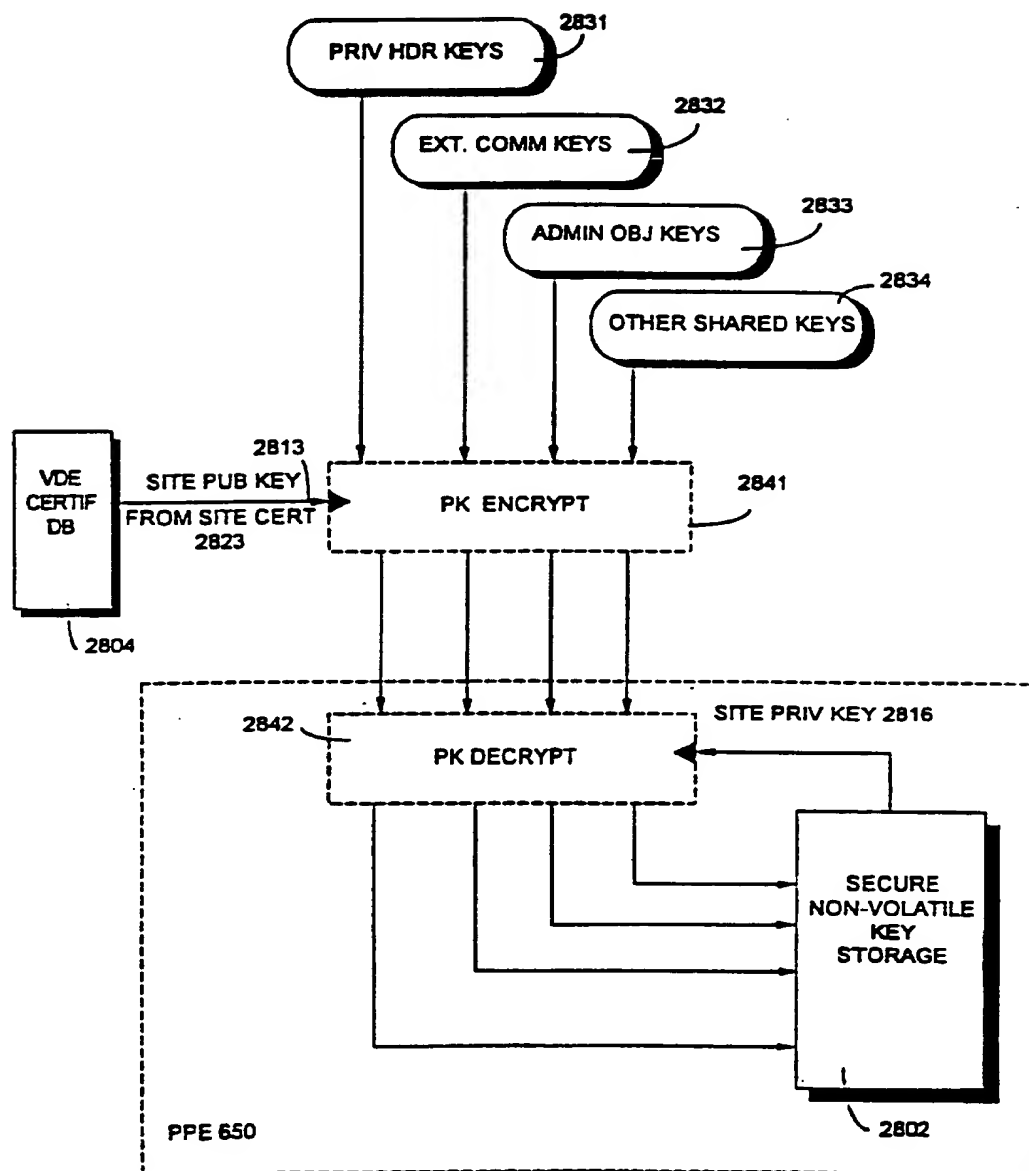 2831
PRIV HDR KEYS
2832
EXT. COMM KEYS
2833
ADMIN OBJ KEYS
2834
OTHER SHARED KEYS
2813
VDE
CERTIF
DB
SITE PUB KEY
FROM SITE CERT
2823
PK ENCRYPT
2841
2804
2842
PK DECRYPT
SITE PRIV KEY 2816
SECURE
NON-VOLATILE
KEY
STORAGE
PPE 650
2802